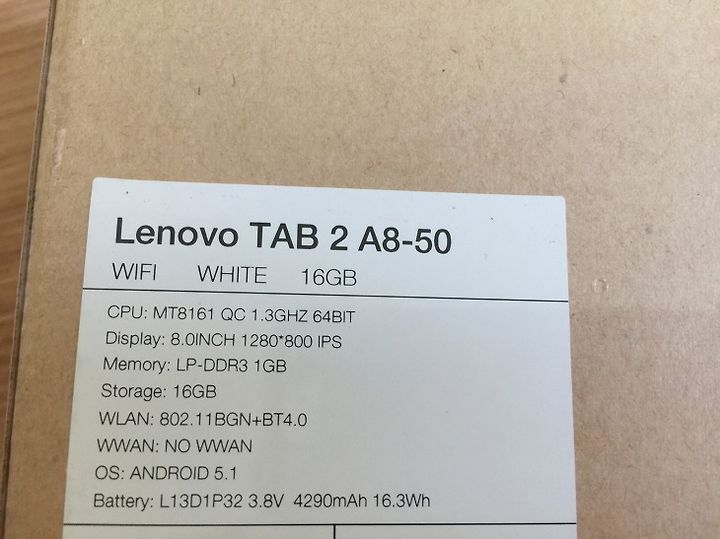 Lenovo TAB 2 A8-50
WIFI WHITE 16GB
CPU: MT8161 QC 1.3GHZ 64BIT
Display: 8.0INCH 1280*800 IPS
Memory: LP-DDR3 1GB
Storage: 16GB
WLAN: 802.11BGN+BT4.0
WWAN: NO WWAN
OS: ANDROID 5.1
Battery: L13D1P32 3.8V 4290mAh 16.3Wh